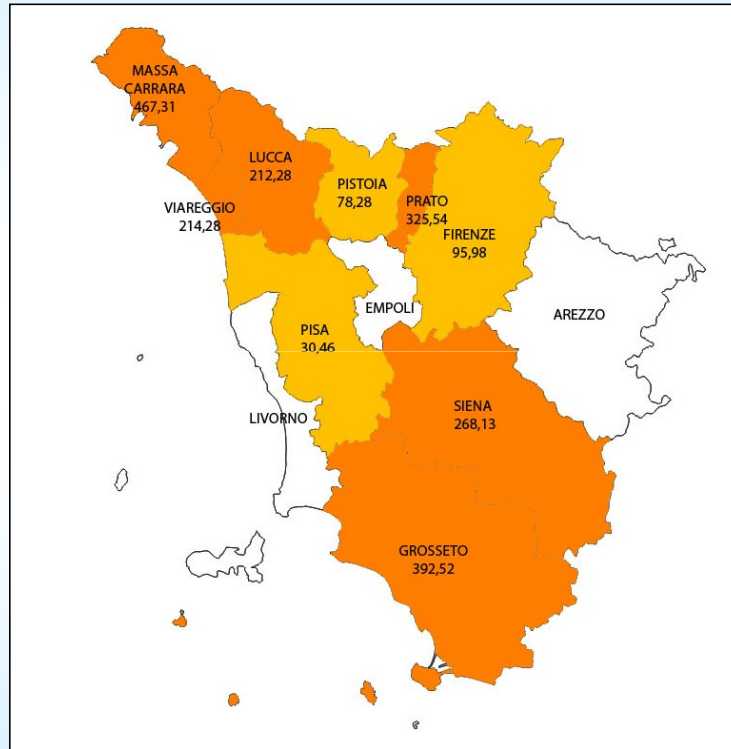 MASSA
CARRARA
467,31
LUCCA
212,28
PISTOIA
78,28
PRATO
325,54
VIAREGGIO
214,28
FIRENZE
95,98
EMPOLI
AREZZO
PISA
30,46
SIENA
268,13
LIVORNO
GROSSETO
392,52